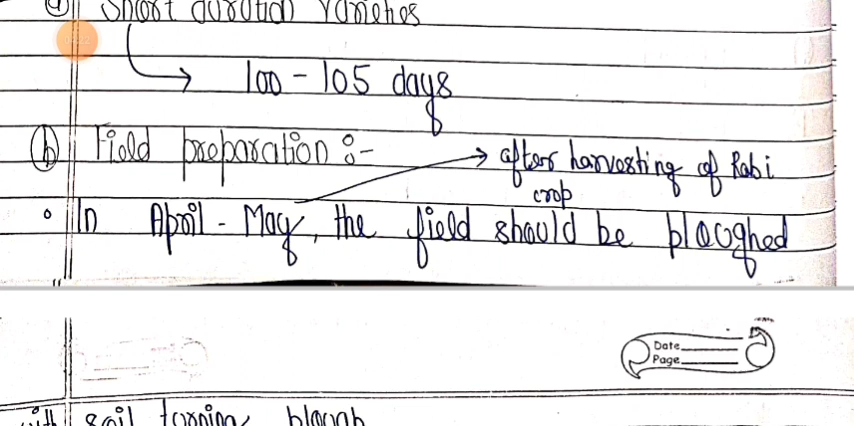 (a) Short duration varieties
→ 100 - 105 days
(b) Field preparation :-
→ after harvesting of Rabi
crop
• In April - May, the field should be ploughed
Date
Page
with soil turning plough